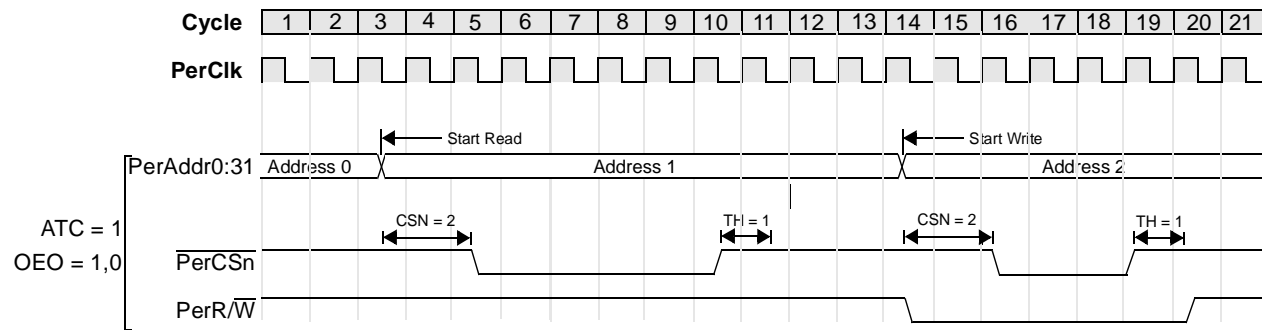 Cycle 1 2 3 4 5 6 7 8 9 10 11 12 13 14 15 16 17 18 19 20 21
PerClk
Start Read Start Write
PerAddr0:31 Address 0 Address 1 Address 2
ATC = 1
OEO = 1,0
CSN = 2 TH = 1 CSN = 2 TH = 1
PerCSn
PerR/W